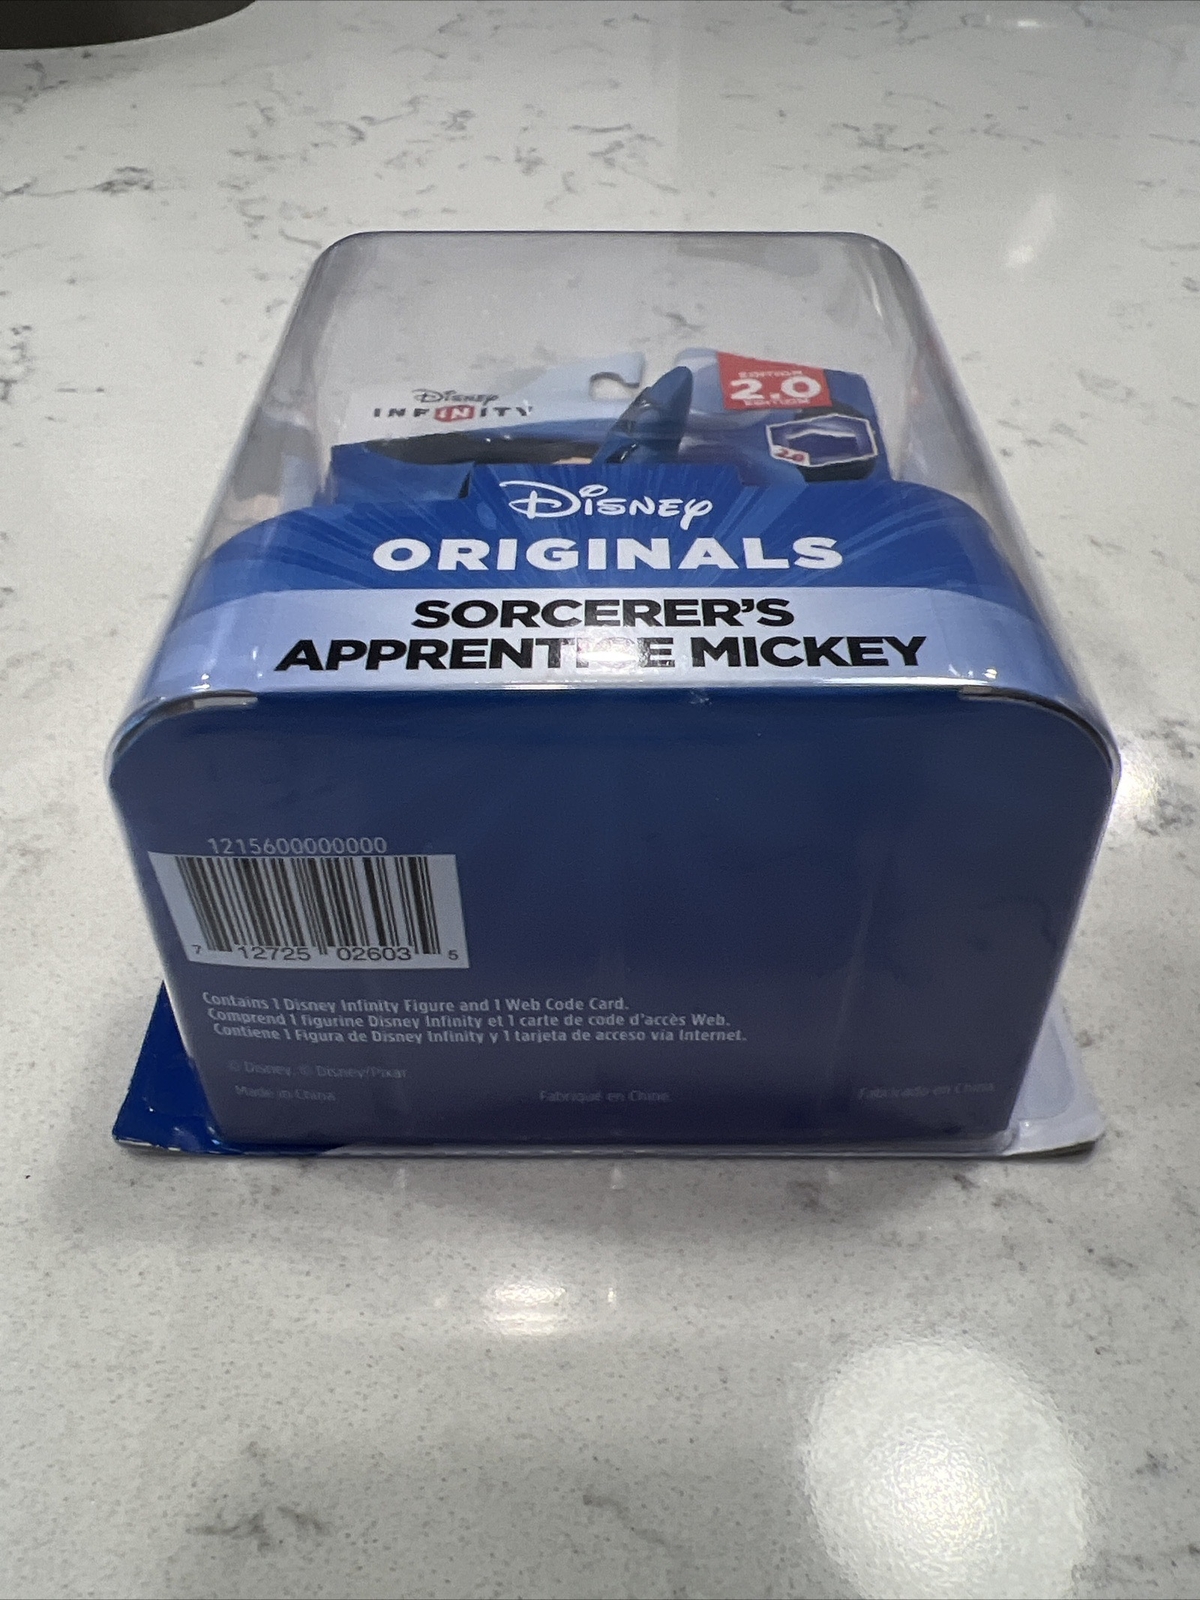 Disney
INFINITY
EDITION
2.0
EDITION
2.0
Disney
ORIGINALS
SORCERER'S
APPRENTICE MICKEY
1215600000000
7 12725 02603 5
Contains 1 Disney Infinity Figure and 1 Web Code Card.
Comprend 1 figurine Disney Infinity et 1 carte de code d'accès Web.
Contiene 1 Figura de Disney Infinity y 1 tarjeta de acceso vía Internet.
© Disney. © Disney/Pixar
Made in China Fabriqué en Chine Fabricado en China